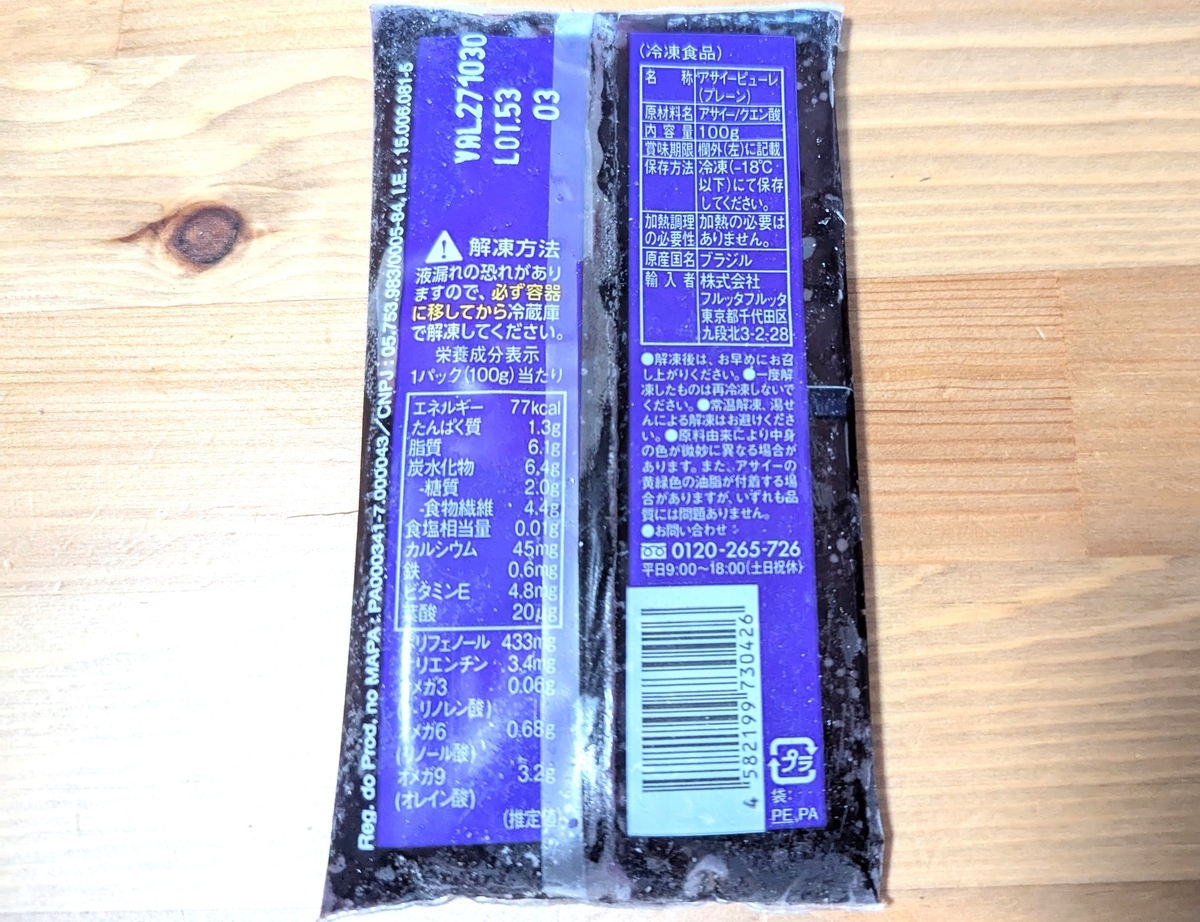 Reg. do Prod. no MAPA : PA000341-7.000043/CNPJ : 05.753.983/0005-84, I.E. : 15.006.081-5
VAL271030
LOT.53
03
解凍方法
液漏れの恐れがあり
ますので、必ず容器
に移してから冷蔵庫
で解凍してください。
栄養成分表示
1パック(100g)当たり
エネルギー 77kcal
たんぱく質 1.3g
脂質 6.1g
炭水化物 6.4g
-糖質 2.0g
-食物繊維 4.4g
食塩相当量 0.01g
カルシウム 45mg
鉄 0.6mg
ビタミンE 4.8mg
葉酸 20μg
ポリフェノール 433mg
オリエンチン 3.4mg
オメガ3 0.06g
(α-リノレン酸)
オメガ6 0.68g
(リノール酸)
オメガ9 3.2g
(オレイン酸)
(推定値)
(冷凍食品)
名称 アサイーピューレ
(プレーン)
原材料名 アサイー/クエン酸
内容量 100g
賞味期限 欄外(左)に記載
保存方法 冷凍(-18℃
以下)にて保存
してください。
加熱調理 加熱の必要は
の必要性 ありません。
原産国名 ブラジル
輸入者 株式会社
フルッタフルッタ
東京都千代田区
九段北3-2-28
●解凍後は、お早めにお召
し上がりください。●一度解
凍したものは再冷凍しないで
ください。●常温解凍、湯せ
んによる解凍はお避けくださ
い。●原料由来により中身
の色が微妙に異なる場合が
あります。また、アサイーの
黄緑色の油脂が付着する場
合がありますが、いずれも品
質には問題ありません。
●お問い合わせ:
0120-265-726
平日9:00〜18:00(土日祝休)
4 582199 730426
プラ
袋:
PE,PA